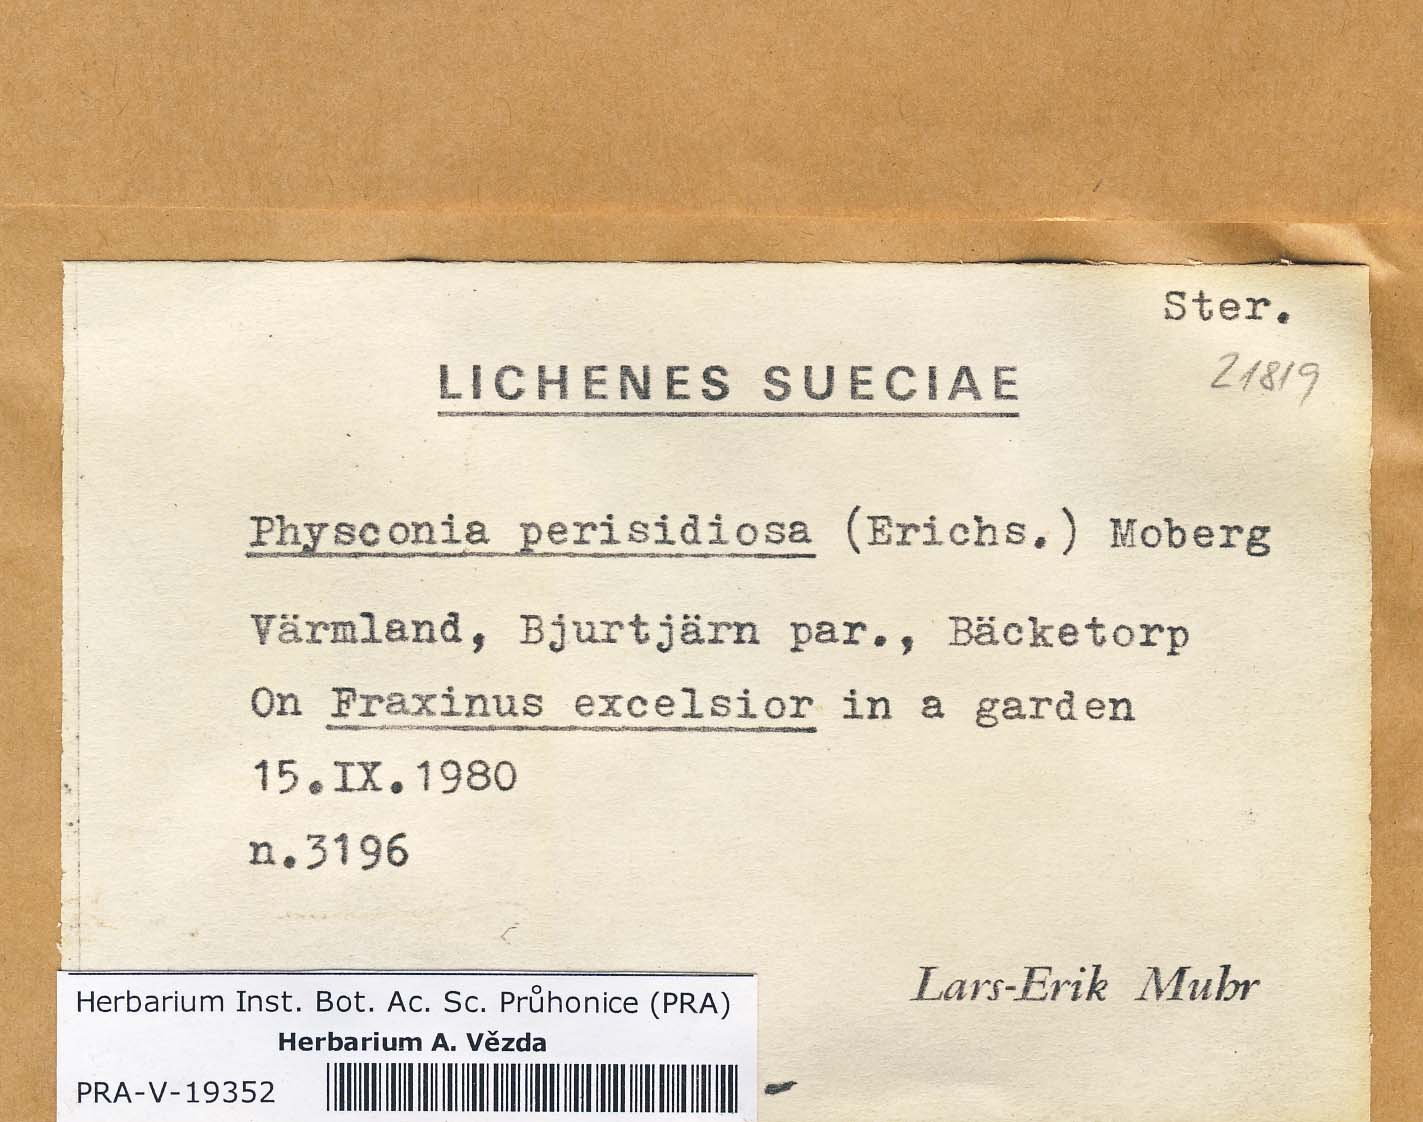 Ster.
21819
LICHENES SUECIAE
Physconia perisidiosa (Erichs.) Moberg
Värmland, Bjurtjärn par., Bäcketorp
On Fraxinus excelsior in a garden
15.IX.1980
n.3196
Lars-Erik Muhr
Herbarium Inst. Bot. Ac. Sc. Průhonice (PRA)
Herbarium A. Vězda
PRA-V-19352